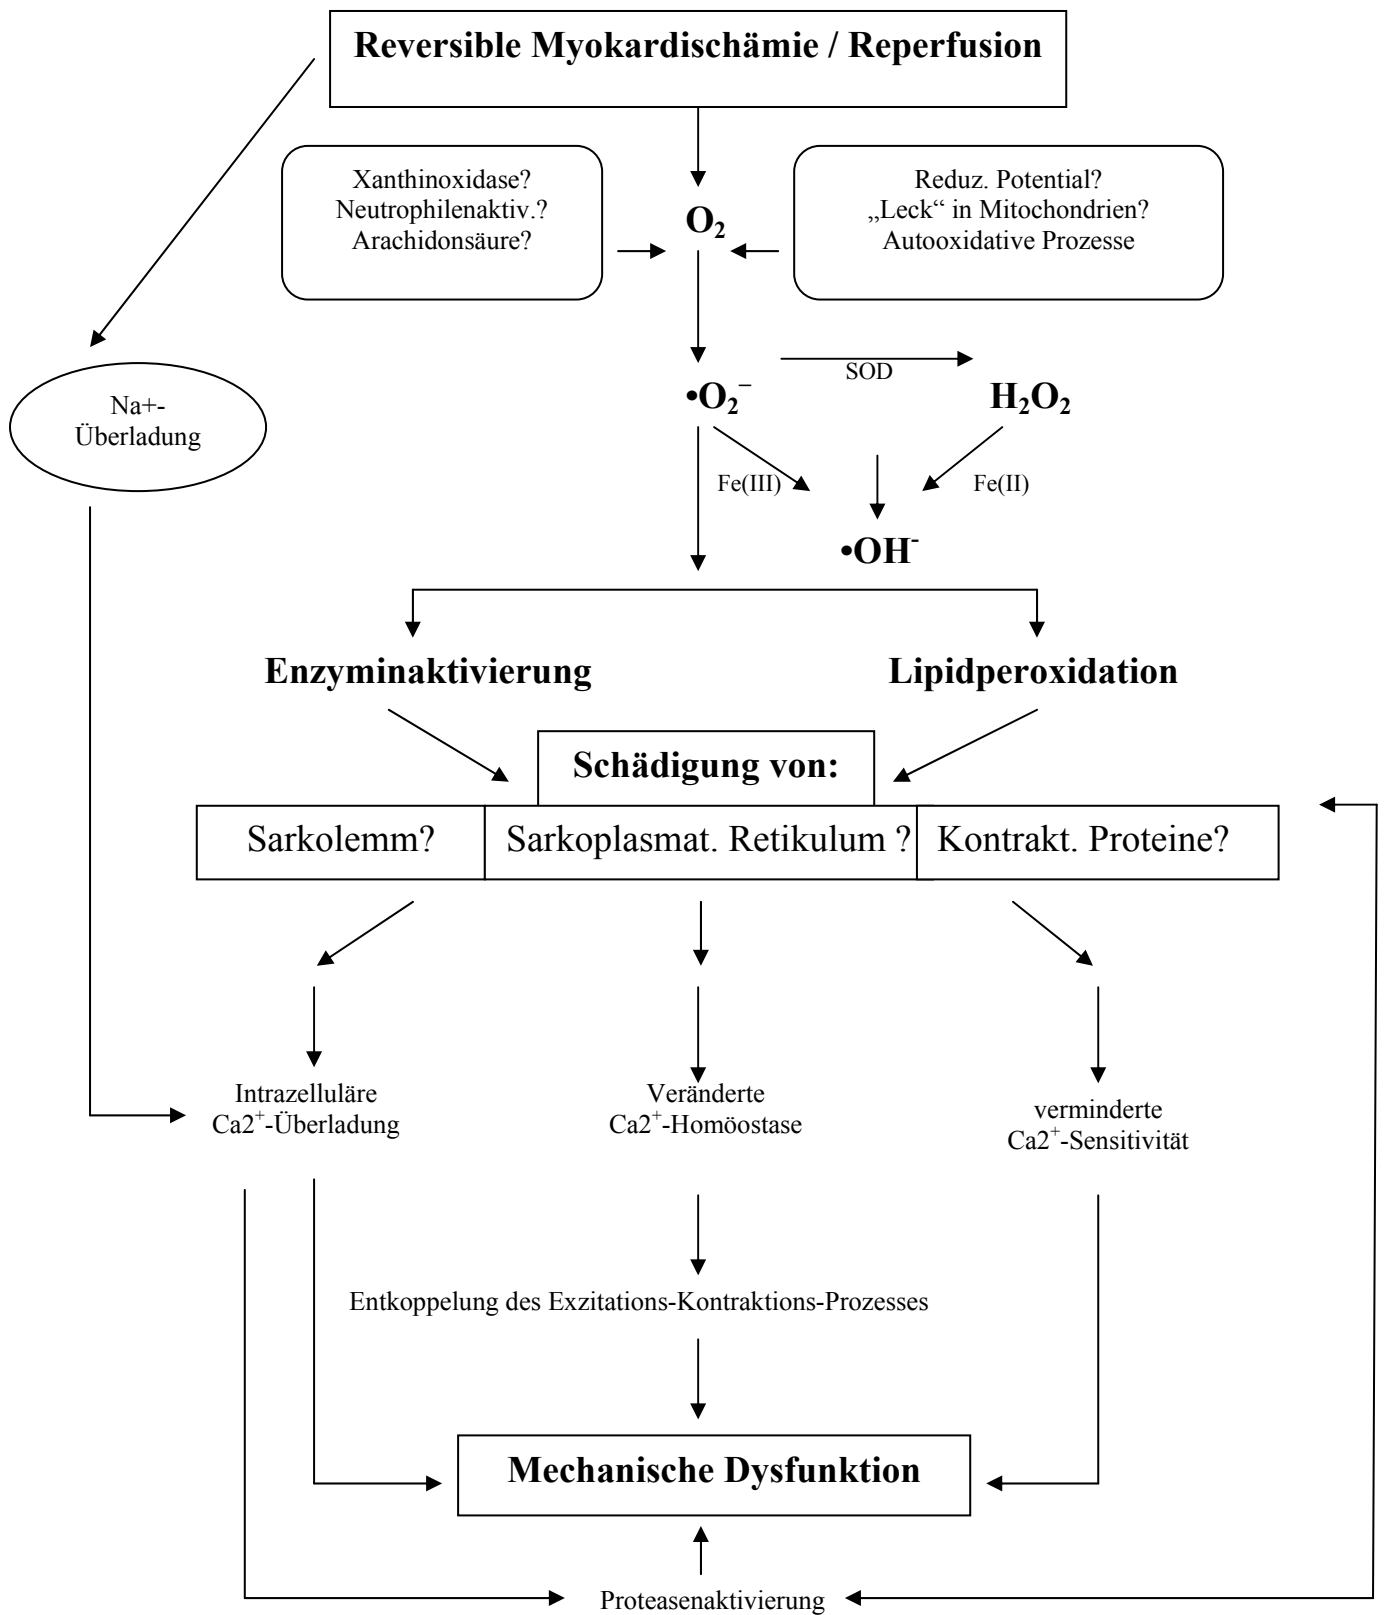 Reversible Myokardischämie / Reperfusion
Xanthinoxidase?
Neutrophilenaktiv.?
Arachidonsäure?
O₂
Reduz. Potential?
„Leck“ in Mitochondrien?
Autooxidative Prozesse
SOD
•O₂⁻
H₂O₂
Na+-
Überladung
Fe(III)
Fe(II)
•OH⁻
Enzyminaktivierung
Lipidperoxidation
Schädigung von:
Sarkolemm?
Sarkoplasmat. Retikulum ?
Kontrakt. Proteine?
Intrazelluläre
Ca2⁺-Überladung
Veränderte
Ca2⁺-Homöostase
verminderte
Ca2⁺-Sensitivität
Entkoppelung des Exzitations-Kontraktions-Prozesses
Mechanische Dysfunktion
Proteasenaktivierung